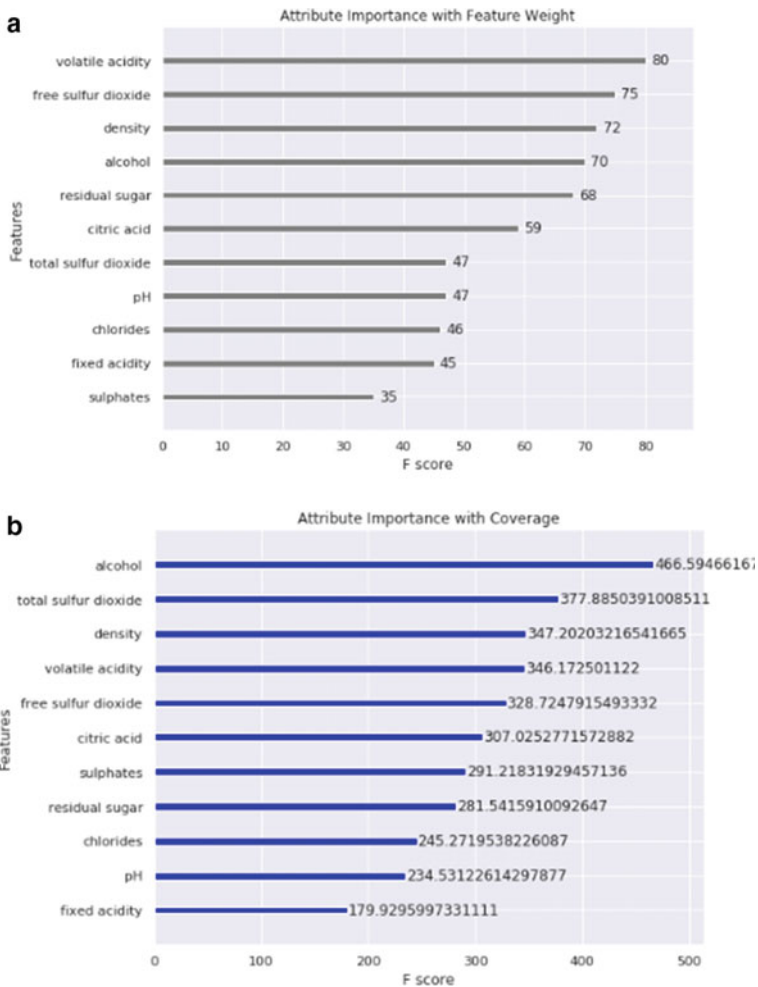 a
Attribute Importance with Feature Weight
Features
volatile acidity 80
free sulfur dioxide 75
density 72
alcohol 70
residual sugar 68
citric acid 59
total sulfur dioxide 47
pH 47
chlorides 46
fixed acidity 45
sulphates 35
0 10 20 30 40 50 60 70 80
F score
b
Attribute Importance with Coverage
Features
alcohol 466.59466167
total sulfur dioxide 377.8850391008511
density 347.20203216541665
volatile acidity 346.172501122
free sulfur dioxide 328.7247915493332
citric acid 307.0252771572882
sulphates 291.21831929457136
residual sugar 281.5415910092647
chlorides 245.2719538226087
pH 234.53122614297877
fixed acidity 179.9295997331111
0 100 200 300 400 500
F score